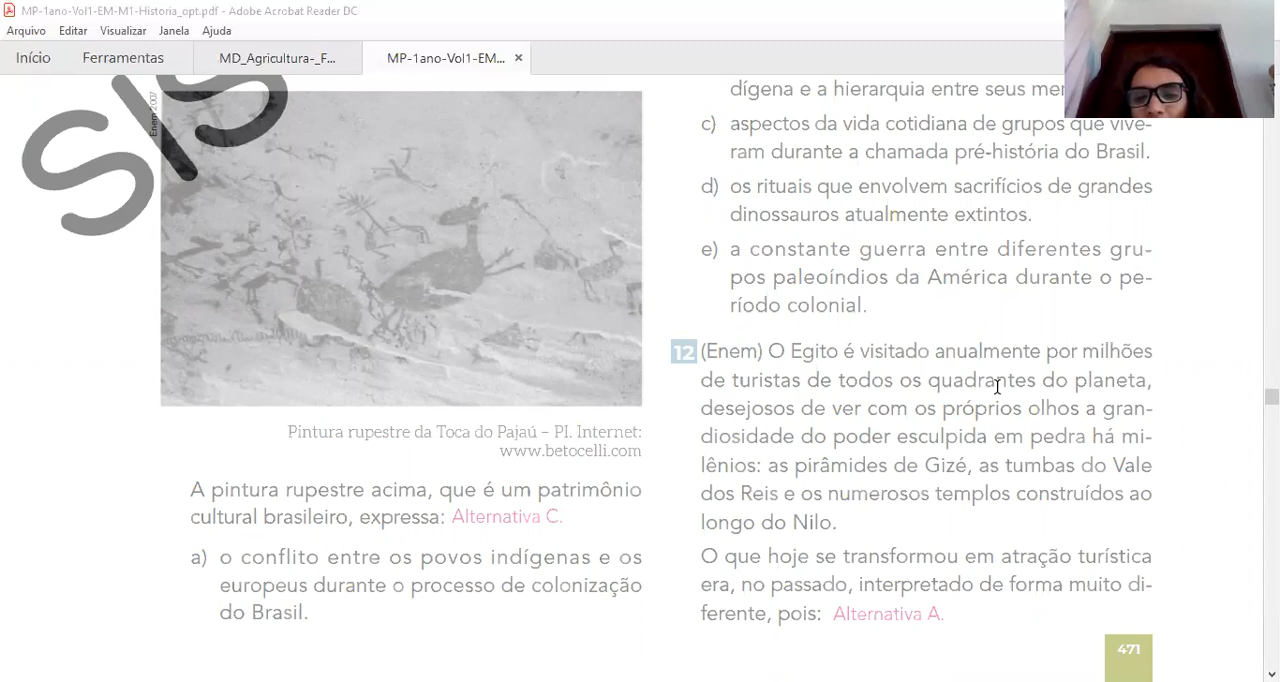 MP-1ano-Vol1-EM-M1-Historia_opt.pdf - Adobe Acrobat Reader DC
Arquivo Editar Visualizar Janela Ajuda
Início Ferramentas MD_Agricultura-_F... MP-1ano-Vol1-EM... ×
SIS
Enem 2007
Pintura rupestre da Toca do Pajaú – PI. Internet:
www.betocelli.com
A pintura rupestre acima, que é um patrimônio
cultural brasileiro, expressa: Alternativa C.
a) o conflito entre os povos indígenas e os
europeus durante o processo de colonização
do Brasil.
dígena e a hierarquia entre seus
c) aspectos da vida cotidiana de grupos que vive-
ram durante a chamada pré-história do Brasil.
d) os rituais que envolvem sacrifícios de grandes
dinossauros atualmente extintos.
e) a constante guerra entre diferentes gru-
pos paleoíndios da América durante o pe-
ríodo colonial.
12 (Enem) O Egito é visitado anualmente por milhões
de turistas de todos os quadrantes do planeta,
desejosos de ver com os próprios olhos a gran-
diosidade do poder esculpida em pedra há mi-
lênios: as pirâmides de Gizé, as tumbas do Vale
dos Reis e os numerosos templos construídos ao
longo do Nilo.
O que hoje se transformou em atração turística
era, no passado, interpretado de forma muito di-
ferente, pois: Alternativa A.
471